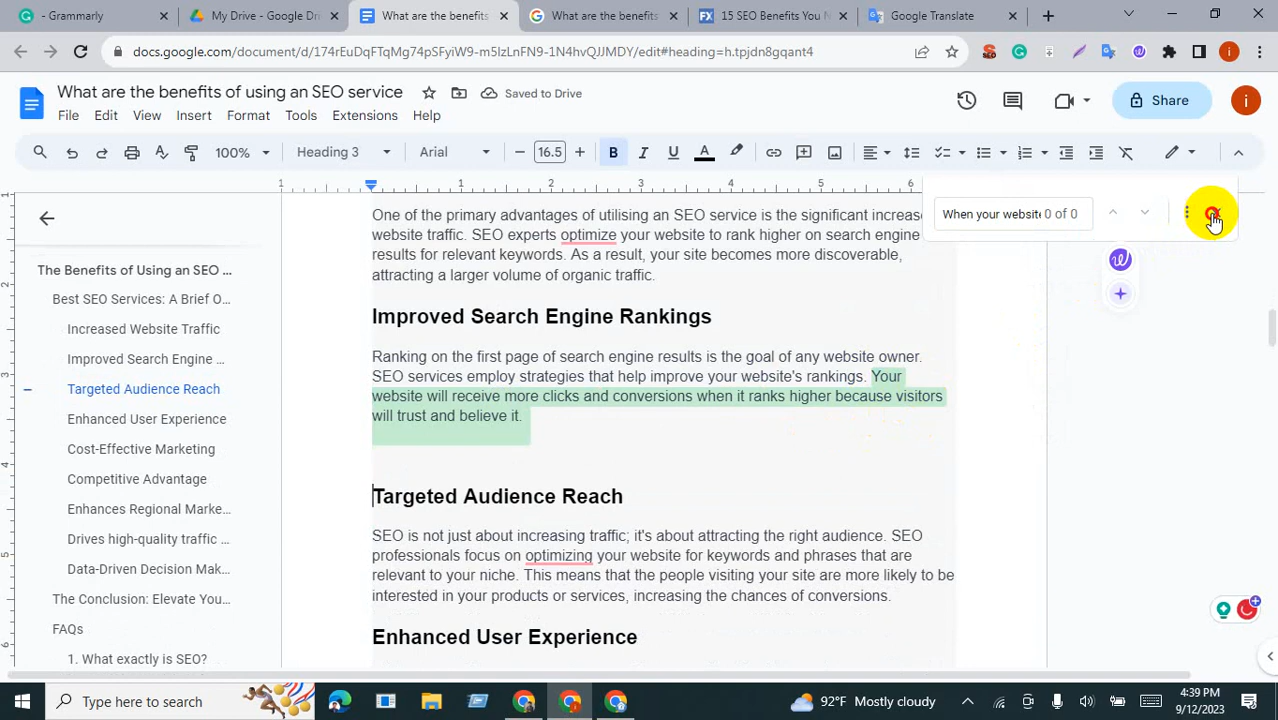 - Grammarly
My Drive - Google Dr
What are the benefits
What are the benefits
15 SEO Benefits You N
Google Translate
docs.google.com/document/d/174rEuDqFTqMg74pSFyiW9-m5IzLnFN9-1N4hvQJJMDY/edit#heading=h.tpjdn8gqant4
What are the benefits of using an SEO service
Saved to Drive
File Edit View Insert Format Tools Extensions Help
Share
100% Heading 3 Arial 16.5 B I U A
1 1 2 3 4 5 6
When your website 0 of 0
One of the primary advantages of utilising an SEO service is the significant increase
website traffic. SEO experts optimize your website to rank higher on search engine
results for relevant keywords. As a result, your site becomes more discoverable,
attracting a larger volume of organic traffic.
Improved Search Engine Rankings
Ranking on the first page of search engine results is the goal of any website owner.
SEO services employ strategies that help improve your website's rankings. Your
website will receive more clicks and conversions when it ranks higher because visitors
will trust and believe it.
Targeted Audience Reach
SEO is not just about increasing traffic; it's about attracting the right audience. SEO
professionals focus on optimizing your website for keywords and phrases that are
relevant to your niche. This means that the people visiting your site are more likely to be
interested in your products or services, increasing the chances of conversions.
Enhanced User Experience
The Benefits of Using an SEO ...
Best SEO Services: A Brief O...
Increased Website Traffic
Improved Search Engine ...
Targeted Audience Reach
Enhanced User Experience
Cost-Effective Marketing
Competitive Advantage
Enhances Regional Marke...
Drives high-quality traffic ...
Data-Driven Decision Mak...
The Conclusion: Elevate You...
FAQs
1. What exactly is SEO?
Type here to search
92°F Mostly cloudy
4:39 PM
9/12/2023